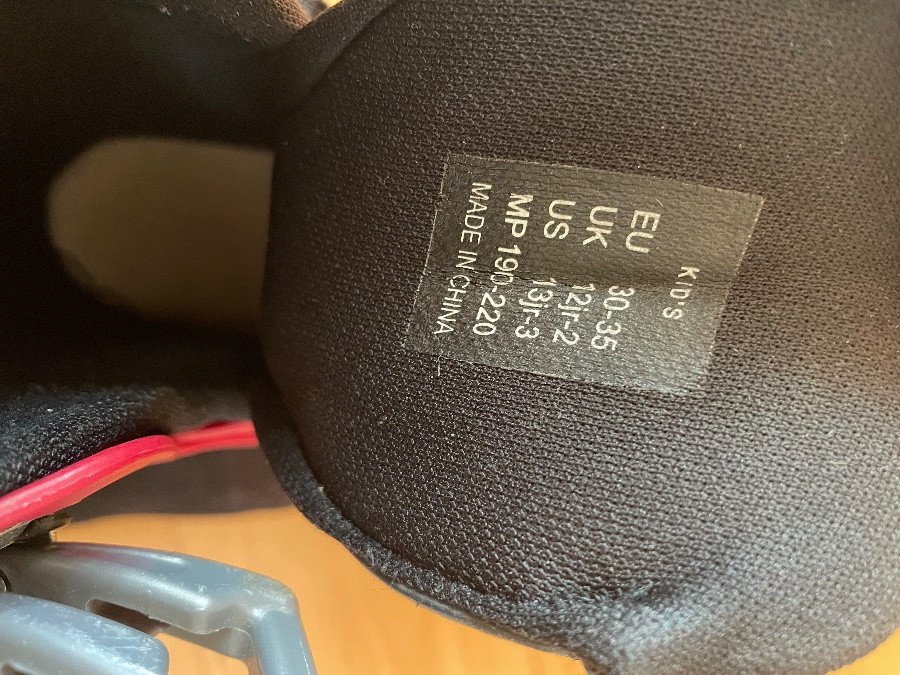 KID'S
EU 30-35
UK 12jr-2
US 13jr-3
MP 190-220
MADE IN CHINA